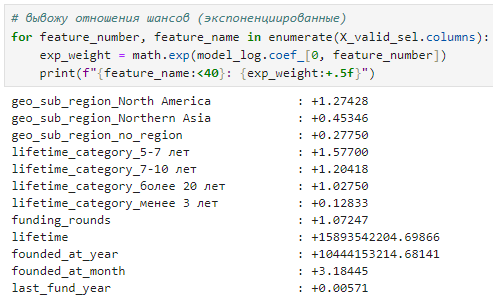 # вывожу отношения шансов (экспоненциированные)
for feature_number, feature_name in enumerate(X_valid_sel.columns):
    exp_weight = math.exp(model_log.coef_[0, feature_number])
    print(f"{feature_name:<40}: {exp_weight:+.5f}")
geo_sub_region_North America            : +1.27428
geo_sub_region_Northern Asia            : +0.45346
geo_sub_region_no_region                : +0.27750
lifetime_category_5-7 лет               : +1.57700
lifetime_category_7-10 лет              : +1.20418
lifetime_category_более 20 лет          : +1.02750
lifetime_category_менее 3 лет           : +0.12833
funding_rounds                          : +1.07247
lifetime                                : +15893542204.69866
founded_at_year                         : +10444153214.68141
founded_at_month                        : +3.18445
last_fund_year                          : +0.00571